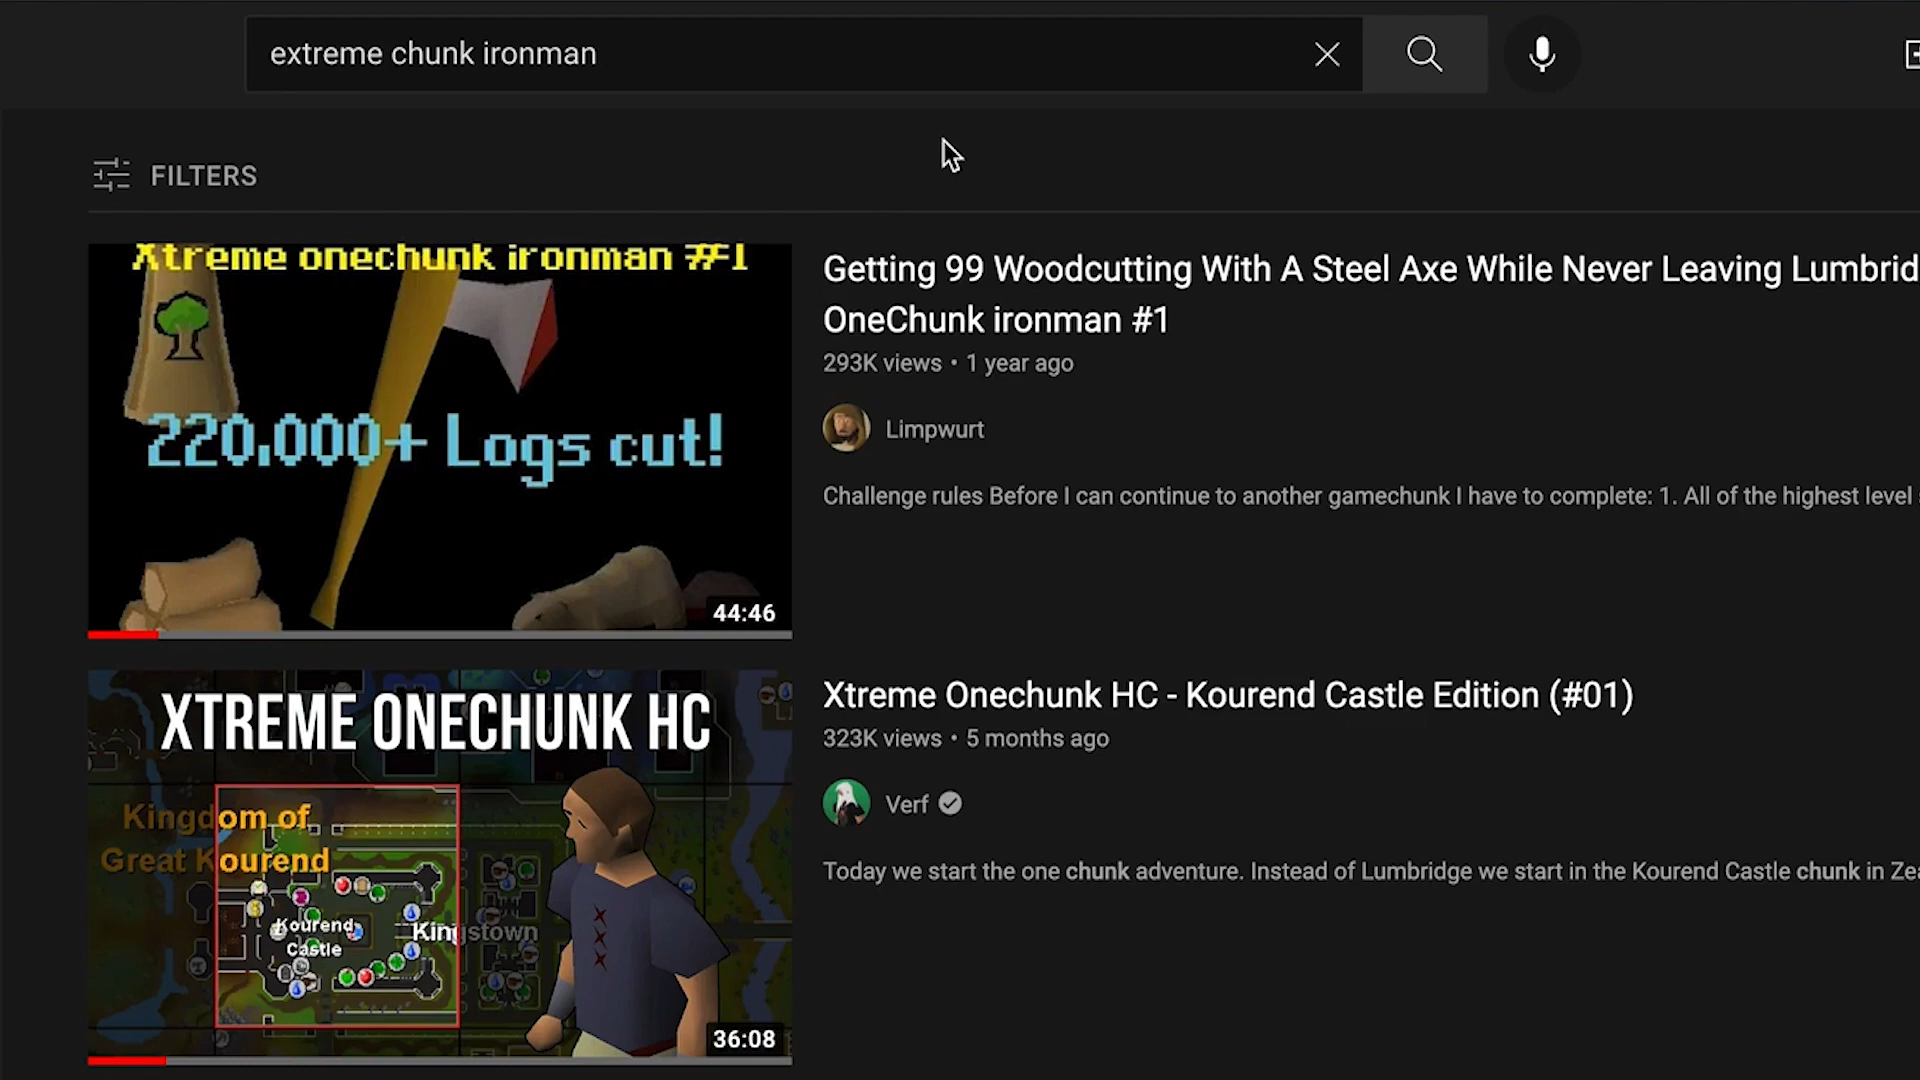 extreme chunk ironman
FILTERS
Xtreme onechunk ironman #1
220,000+ Logs cut!
44:46
Getting 99 Woodcutting With A Steel Axe While Never Leaving Lumbrid
OneChunk ironman #1
293K views • 1 year ago
Limpwurt
Challenge rules Before I can continue to another gamechunk I have to complete: 1. All of the highest level
XTREME ONECHUNK HC
Kingdom of
Great Kourend
Kourend
Castle
Kingstown
36:08
Xtreme Onechunk HC - Kourend Castle Edition (#01)
323K views • 5 months ago
Verf
Today we start the one chunk adventure. Instead of Lumbridge we start in the Kourend Castle chunk in Zea